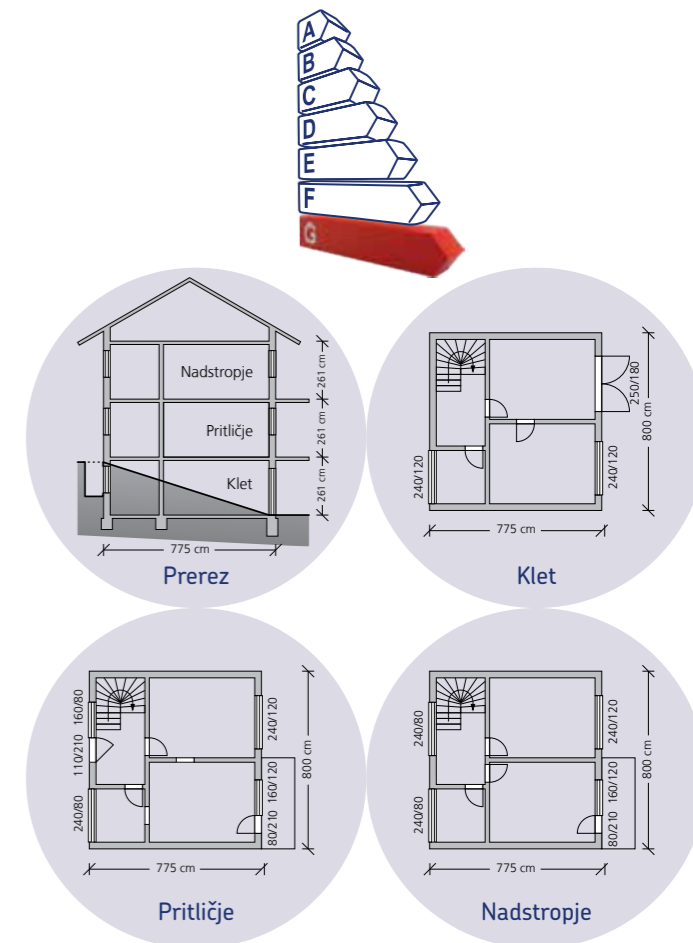 A
B
C
D
E
F
G
Nadstropje
261 cm
Pritličje
261 cm
Klet
261 cm
775 cm
Prerez
250/180
800 cm
240/120
240/120
775 cm
Klet
160/80
110/210
240/80
240/120
160/120
80/210
800 cm
775 cm
Pritličje
240/80
240/80
240/120
160/120
80/210
800 cm
775 cm
Nadstropje